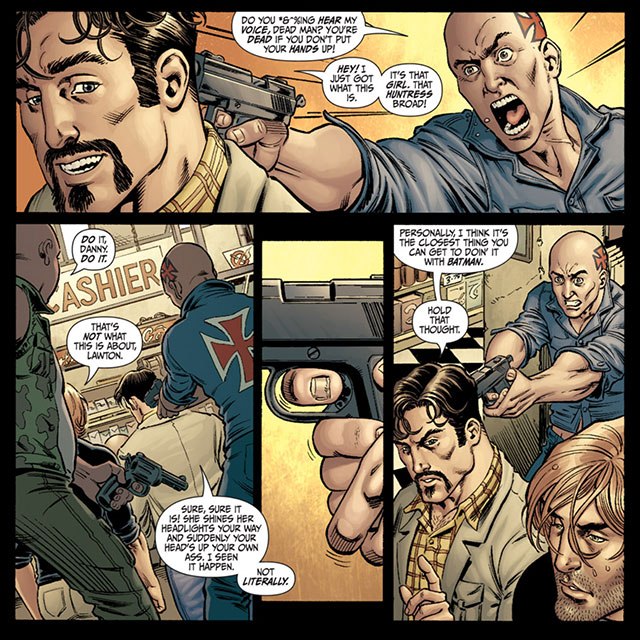 DO YOU *&^%ING HEAR MY
VOICE, DEAD MAN? YOU'RE
DEAD IF YOU DON'T PUT
YOUR HANDS UP!
HEY! I
JUST GOT
WHAT THIS
IS.
IT'S THAT
GIRL. THAT
HUNTRESS
BROAD!
DO IT,
DANNY.
DO IT.
CASHIER
THAT'S
NOT WHAT
THIS IS ABOUT,
LAWTON.
SURE, SURE IT
IS! SHE SHINES HER
HEADLIGHTS YOUR WAY
AND SUDDENLY YOUR
HEAD'S UP YOUR OWN
ASS. I SEEN
IT HAPPEN.
NOT
LITERALLY.
PERSONALLY, I THINK IT'S
THE CLOSEST THING YOU
CAN GET TO DOIN' IT
WITH BATMAN.
HOLD
THAT
THOUGHT.